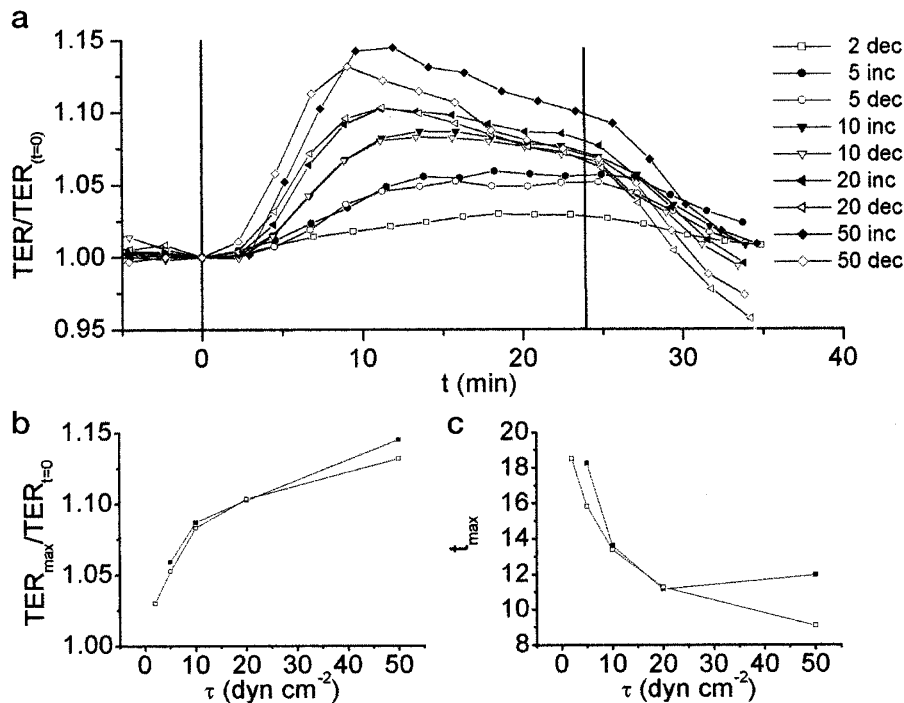 a
TER/TER(t=0)
1.15
1.10
1.05
1.00
0.95
0
10
20
30
40
t (min)
2 dec
5 inc
5 dec
10 inc
10 dec
20 inc
20 dec
50 inc
50 dec
b
TERmax/TERt=0
1.15
1.10
1.05
1.00
0 10 20 30 40 50
τ (dyn cm-2)
c
tmax
20
18
16
14
12
10
8
0 10 20 30 40 50
τ (dyn cm-2)